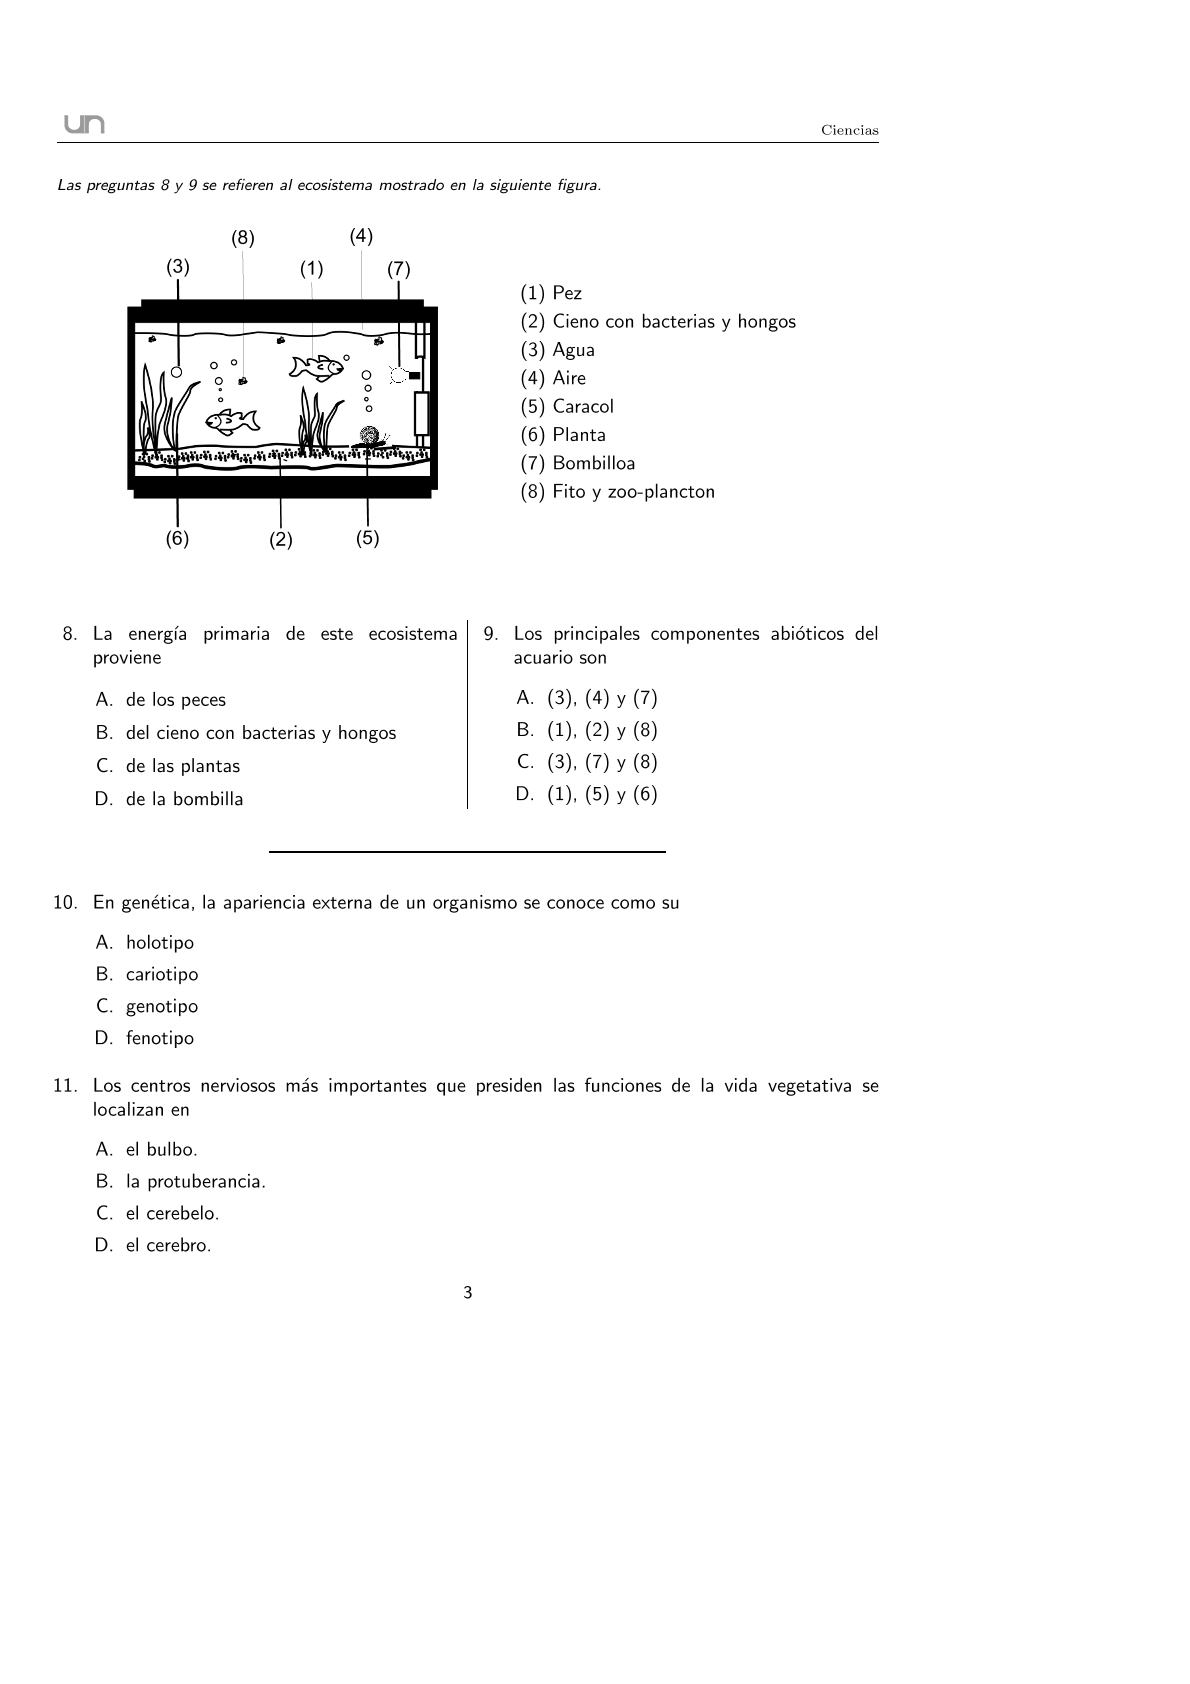 un
Ciencias
Las preguntas 8 y 9 se refieren al ecosistema mostrado en la siguiente figura.
(8)
(4)
(3)
(1)
(7)
(6)
(2)
(5)
(1) Pez
(2) Cieno con bacterias y hongos
(3) Agua
(4) Aire
(5) Caracol
(6) Planta
(7) Bombilloa
(8) Fito y zoo-plancton
8. La energía primaria de este ecosistema
proviene
A. de los peces
B. del cieno con bacterias y hongos
C. de las plantas
D. de la bombilla
9. Los principales componentes abióticos del
acuario son
A. (3), (4) y (7)
B. (1), (2) y (8)
C. (3), (7) y (8)
D. (1), (5) y (6)
10. En genética, la apariencia externa de un organismo se conoce como su
A. holotipo
B. cariotipo
C. genotipo
D. fenotipo
11. Los centros nerviosos más importantes que presiden las funciones de la vida vegetativa se
localizan en
A. el bulbo.
B. la protuberancia.
C. el cerebelo.
D. el cerebro.
3